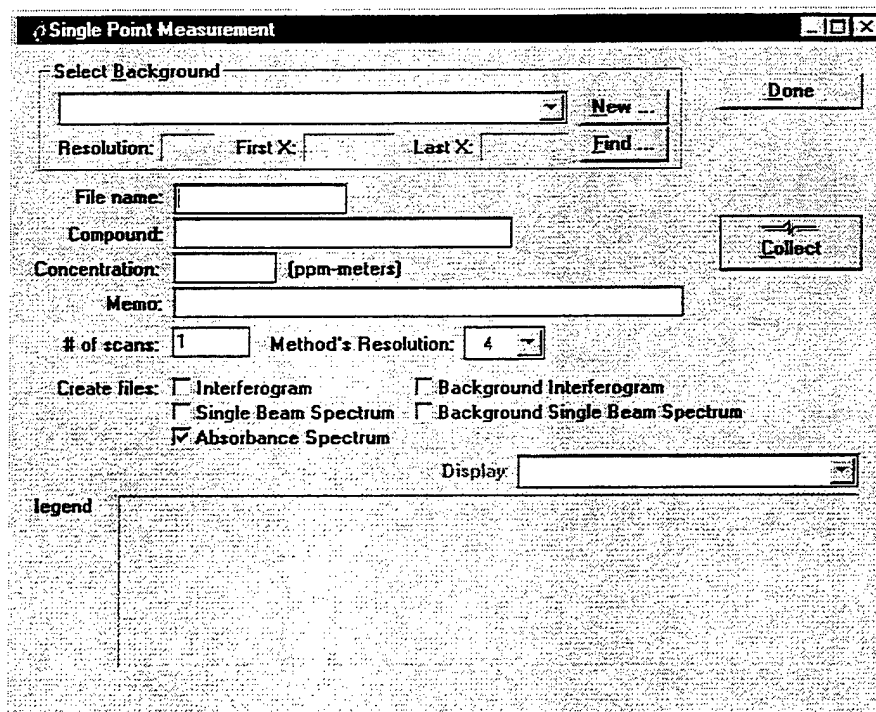 Single Point Measurement
Select Background
New ...
Done
Resolution: First X: Last X: Find ...
File name:
Compound:
Collect
Concentration: (ppm-meters)
Memo:
# of scans: 1 Method's Resolution: 4
Create files: Interferogram Background Interferogram
Single Beam Spectrum Background Single Beam Spectrum
Absorbance Spectrum
Display:
legend